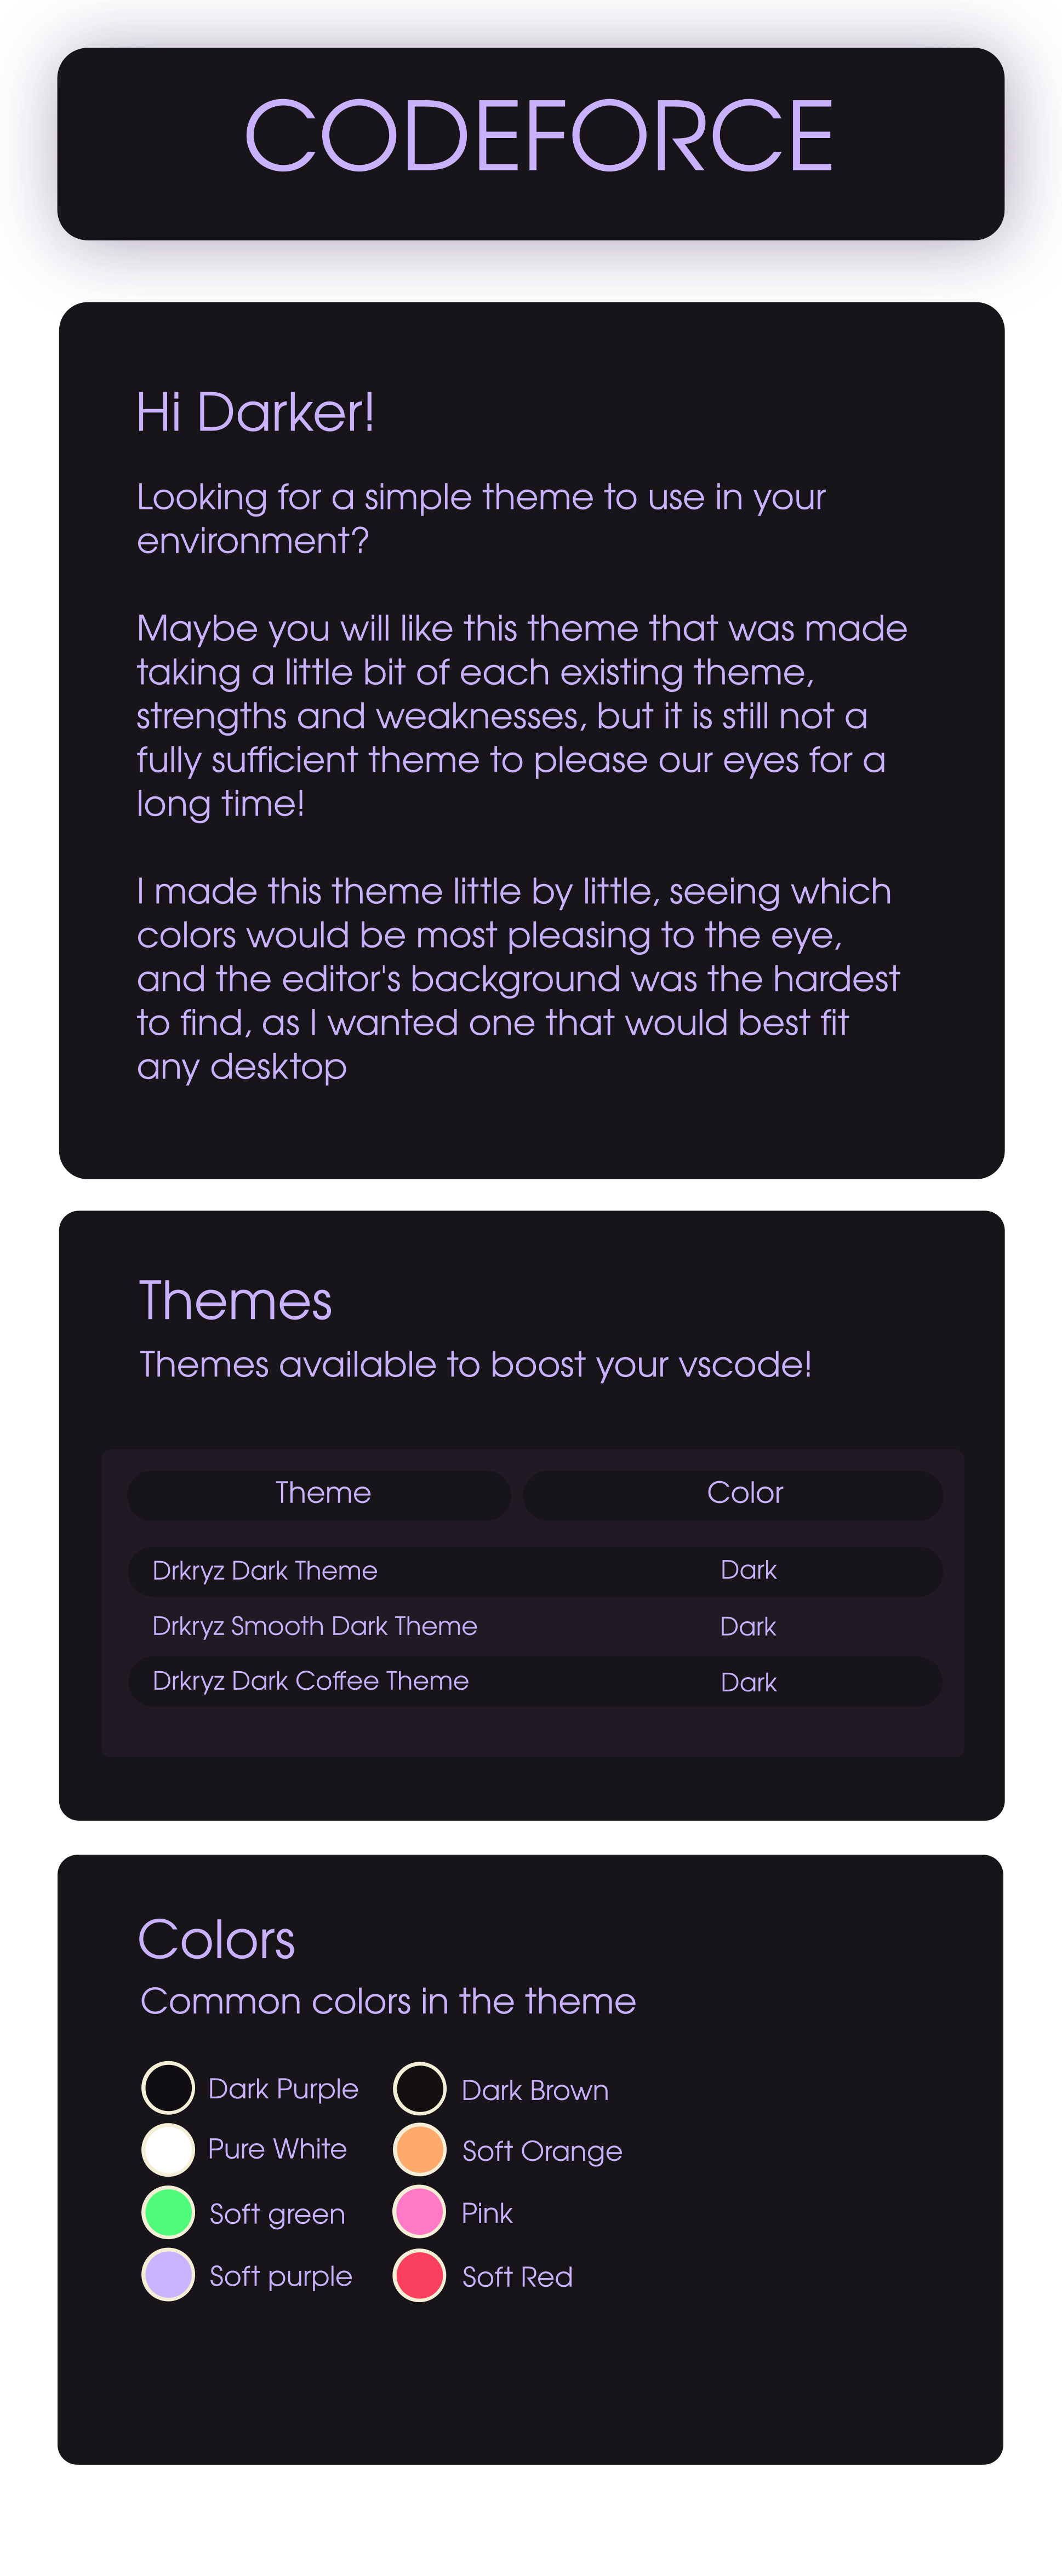 CODEFORCE
Hi Darker!
Looking for a simple theme to use in your
environment?
Maybe you will like this theme that was made
taking a little bit of each existing theme,
strengths and weaknesses, but it is still not a
fully sufficient theme to please our eyes for a
long time!
I made this theme little by little, seeing which
colors would be most pleasing to the eye,
and the editor's background was the hardest
to find, as I wanted one that would best fit
any desktop
Themes
Themes available to boost your vscode!
Theme Color
Drkryz Dark Theme Dark
Drkryz Smooth Dark Theme Dark
Drkryz Dark Coffee Theme Dark
Colors
Common colors in the theme
Dark Purple Dark Brown
Pure White Soft Orange
Soft green Pink
Soft purple Soft Red